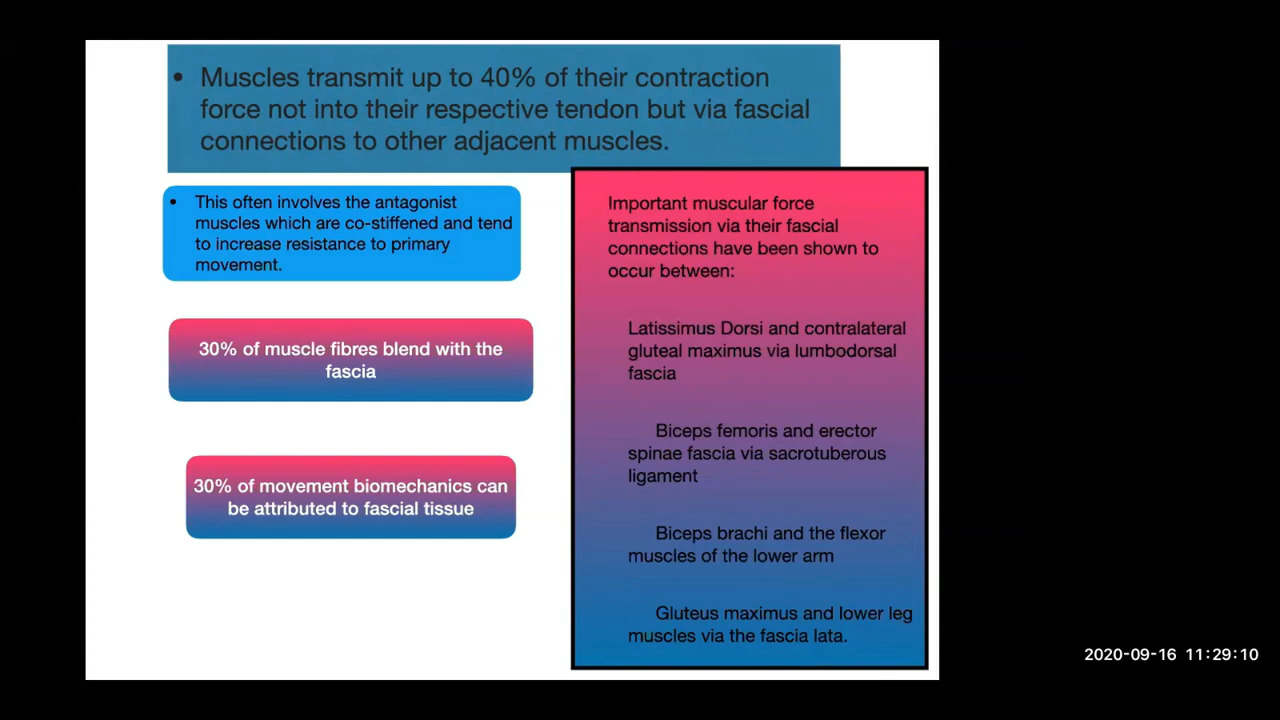 • Muscles transmit up to 40% of their contraction
force not into their respective tendon but via fascial
connections to other adjacent muscles.
• This often involves the antagonist
muscles which are co-stiffened and tend
to increase resistance to primary
movement.
30% of muscle fibres blend with the
fascia
30% of movement biomechanics can
be attributed to fascial tissue
Important muscular force
transmission via their fascial
connections have been shown to
occur between:
Latissimus Dorsi and contralateral
gluteal maximus via lumbodorsal
fascia
Biceps femoris and erector
spinae fascia via sacrotuberous
ligament
Biceps brachi and the flexor
muscles of the lower arm
Gluteus maximus and lower leg
muscles via the fascia lata.
2020-09-16 11:29:10